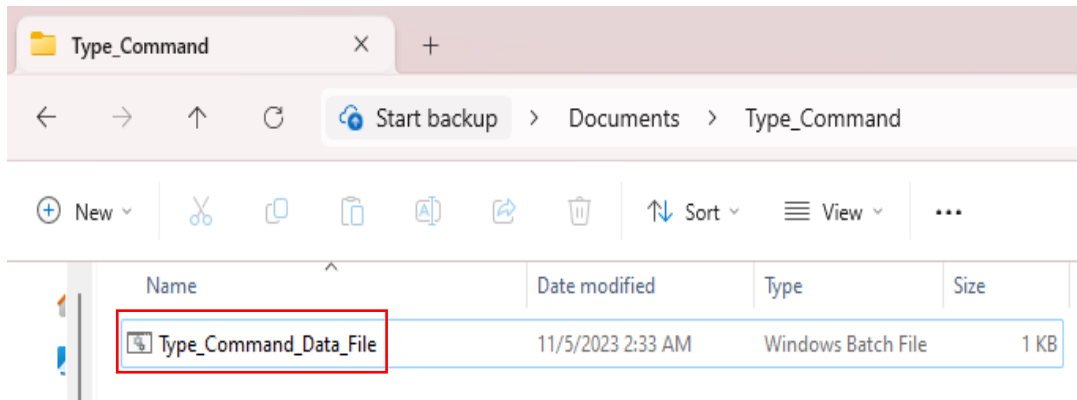 Type_Command
Start backup > Documents > Type_Command
New Sort View ...
Name Date modified Type Size
Type_Command_Data_File 11/5/2023 2:33 AM Windows Batch File 1 KB